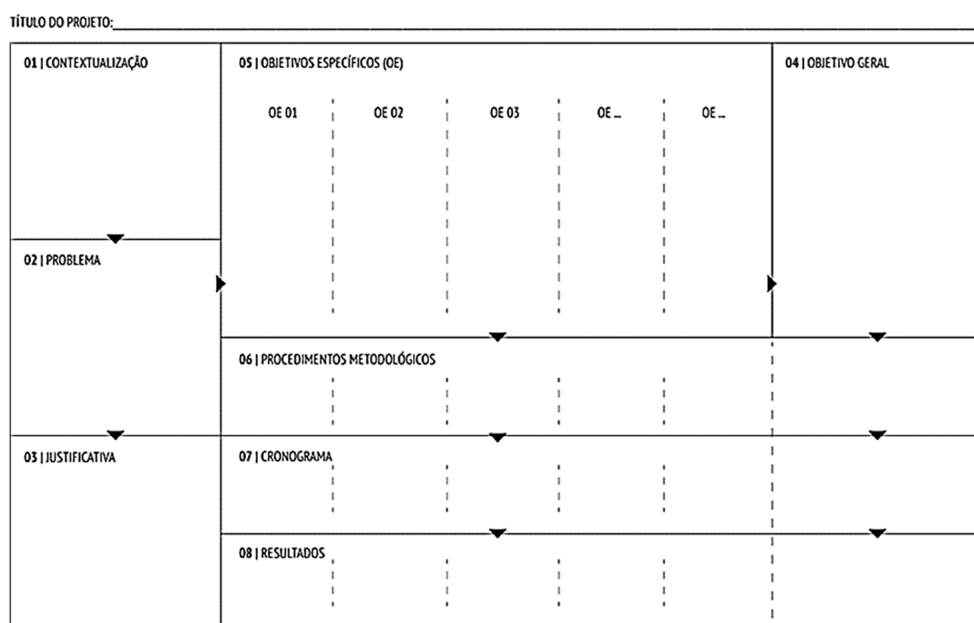 TÍTULO DO PROJETO:
01 | CONTEXTUALIZAÇÃO
02 | PROBLEMA
03 | JUSTIFICATIVA
05 | OBJETIVOS ESPECÍFICOS (OE)
OE 01 OE 02 OE 03 OE ... OE ...
04 | OBJETIVO GERAL
06 | PROCEDIMENTOS METODOLÓGICOS
07 | CRONOGRAMA
08 | RESULTADOS